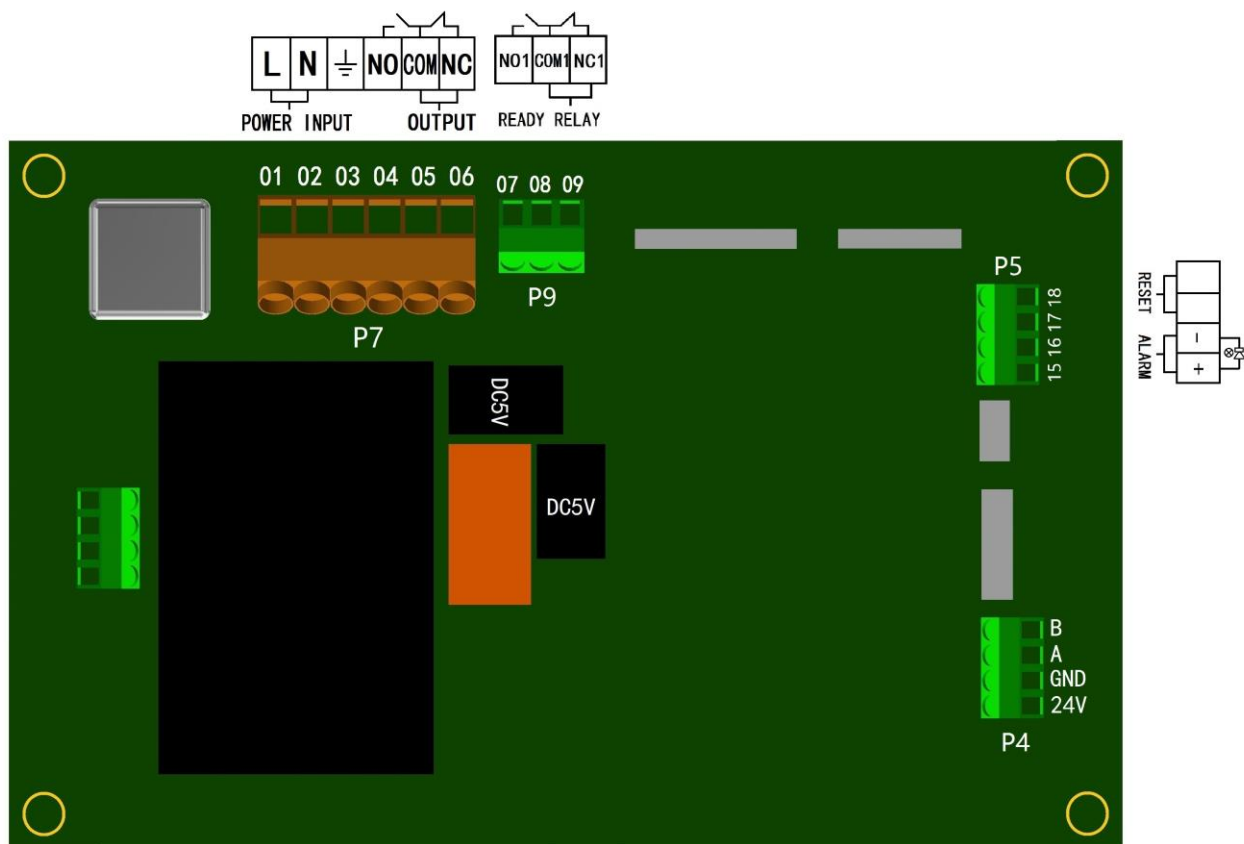 L N NO COM NC
POWER INPUT OUTPUT
NO1 COM1 NC1
READY RELAY
01 02 03 04 05 06
07 08 09
P7
P9
P5
18
17
16
15
RESET
ALARM
-
+
DC5V
DC5V
B
A
GND
24V
P4